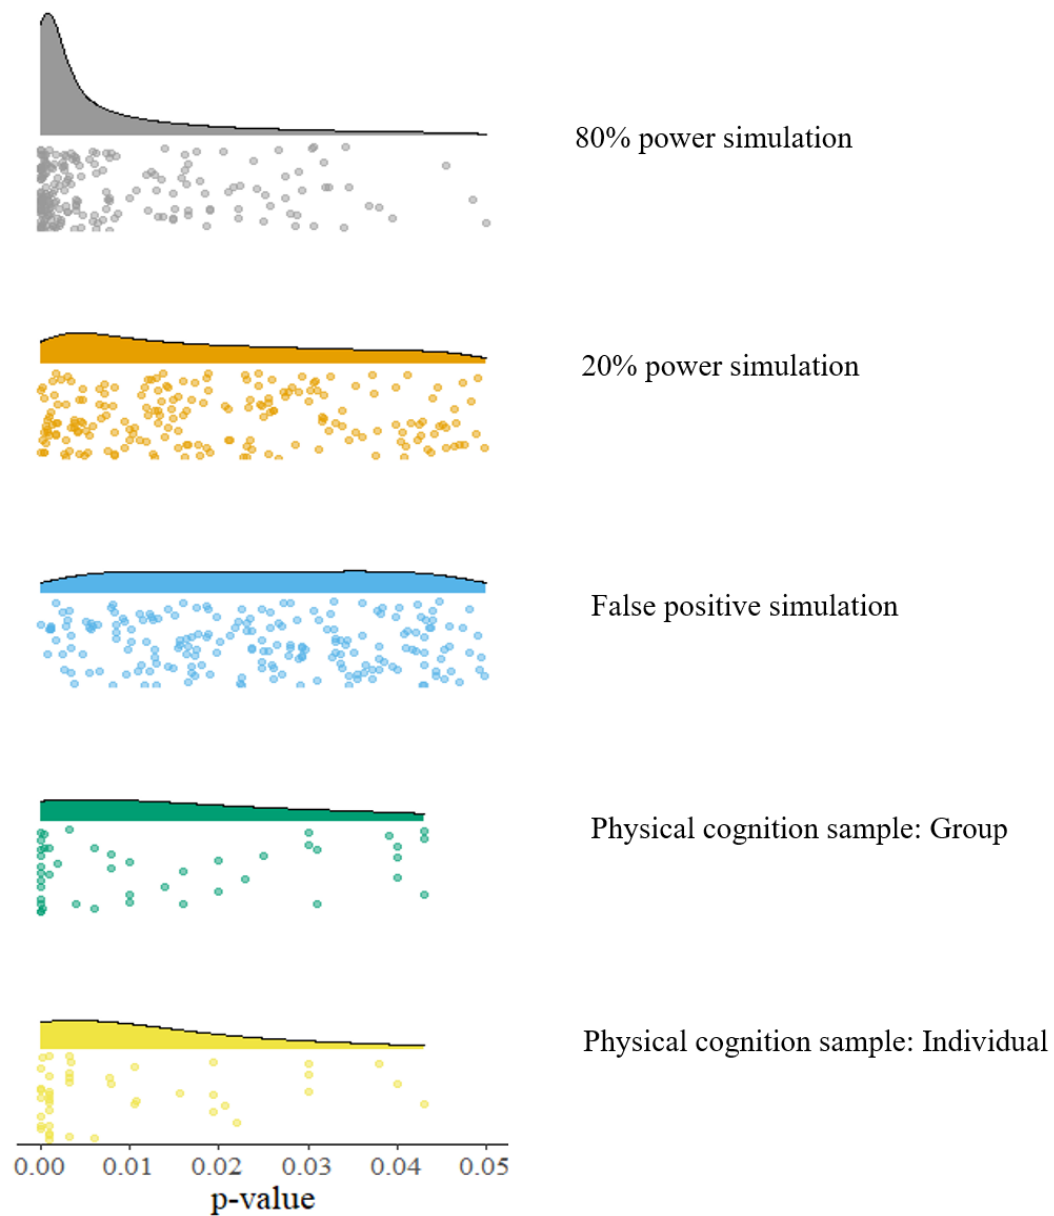 80% power simulation
20% power simulation
False positive simulation
Physical cognition sample: Group
Physical cognition sample: Individual
0.00 0.01 0.02 0.03 0.04 0.05
p-value